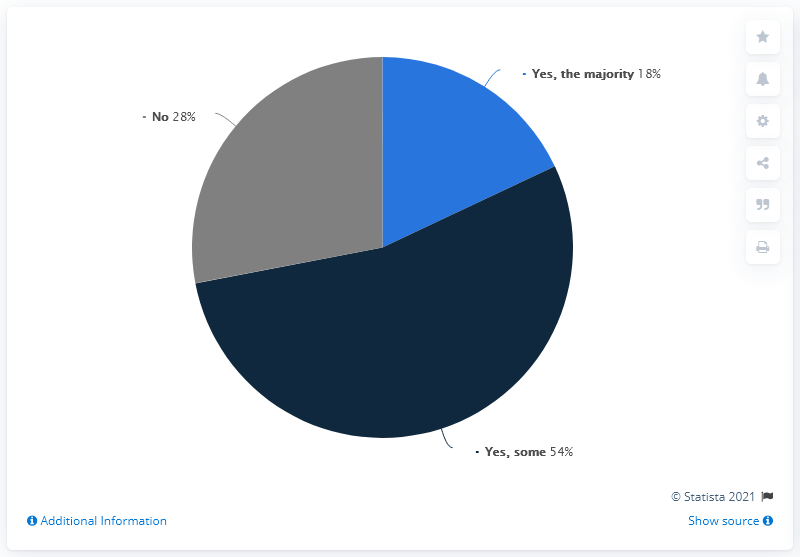 - Yes, the majority 18%
- No 28%
- Yes, some 54%
© Statista 2021
Additional Information
Show source